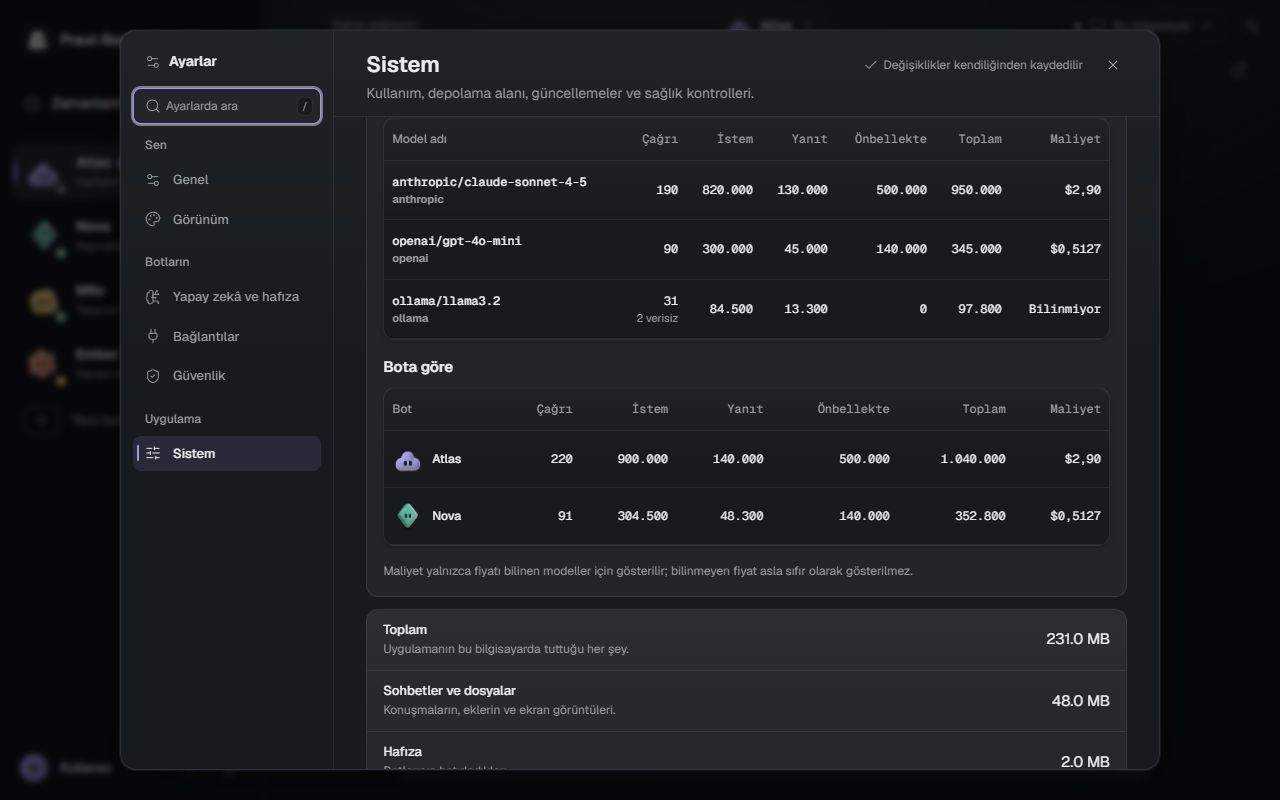 Ayarlar
Ayarlarda ara /
Sen
Genel
Görünüm
Botların
Yapay zekâ ve hafıza
Bağlantılar
Güvenlik
Uygulama
Sistem
Sistem
Değişiklikler kendiliğinden kaydedilir
Kullanım, depolama alanı, güncellemeler ve sağlık kontrolleri.
Model adı Çağrı İstem Yanıt Önbellekte Toplam Maliyet
anthropic/claude-sonnet-4-5 190 820.000 130.000 500.000 950.000 $2,90
anthropic
openai/gpt-4o-mini 90 300.000 45.000 140.000 345.000 $0,5127
openai
ollama/llama3.2 31 84.500 13.300 0 97.800 Bilinmiyor
ollama 2 verisiz
Bota göre
Bot Çağrı İstem Yanıt Önbellekte Toplam Maliyet
Atlas 220 900.000 140.000 500.000 1.040.000 $2,90
Nova 91 304.500 48.300 140.000 352.800 $0,5127
Maliyet yalnızca fiyatı bilinen modeller için gösterilir; bilinmeyen fiyat asla sıfır olarak gösterilmez.
Toplam 231.0 MB
Uygulamanın bu bilgisayarda tuttuğu her şey.
Sohbetler ve dosyalar 48.0 MB
Konuşmaların, eklerin ve ekran görüntüleri.
Hafıza 2.0 MB